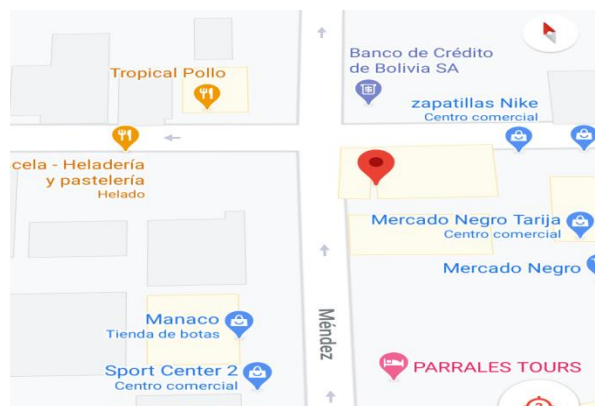 Banco de Crédito
de Bolivia SA
Tropical Pollo
zapatillas Nike
Centro comercial
cela - Heladería
y pastelería
Helado
Mercado Negro Tarija
Centro comercial
Mercado Negro
Manaco
Tienda de botas
Méndez
Sport Center 2
Centro comercial
PARRALES TOURS